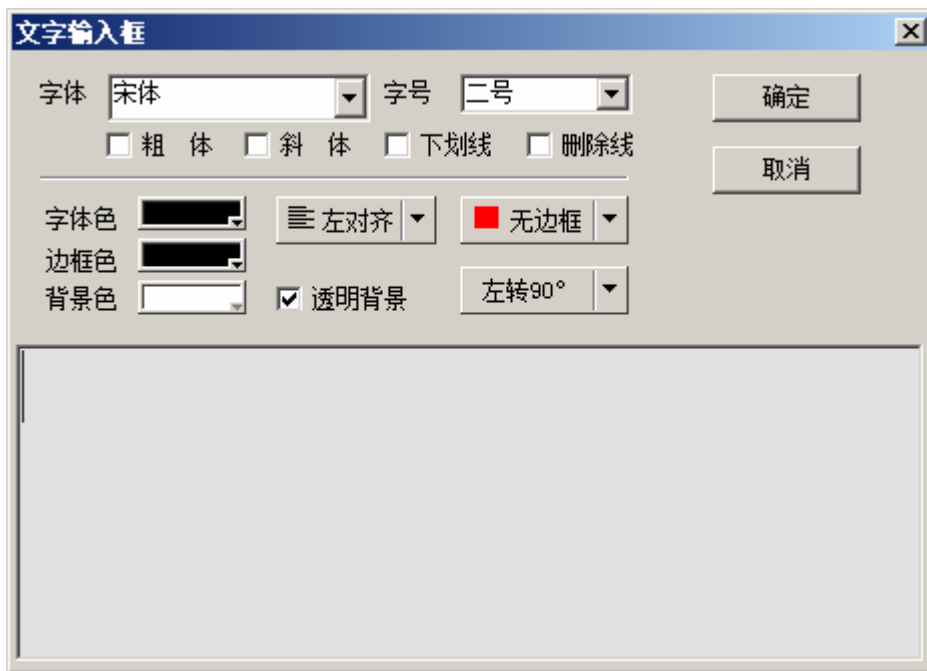 文字输入框
字体 宋体 字号 二号 确定
粗 体 斜 体 下划线 删除线
取消
字体色 左对齐 无边框
边框色
背景色 透明背景 左转90°